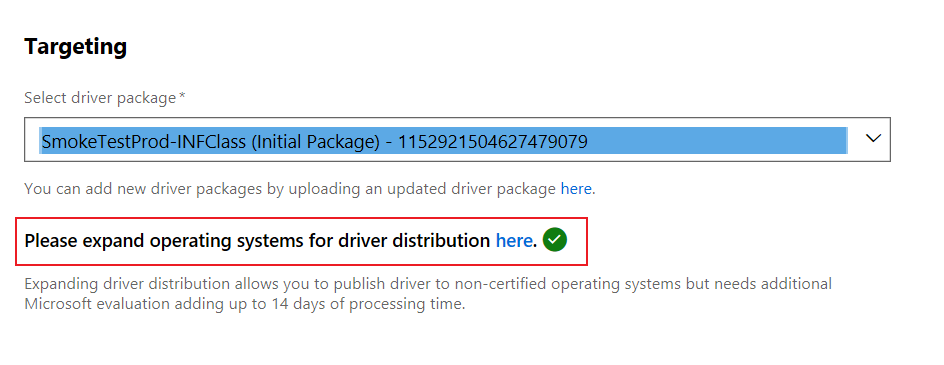 Targeting
Select driver package*
SmokeTestProd-INFClass (Initial Package) - 1152921504627479079
You can add new driver packages by uploading an updated driver package here.
Please expand operating systems for driver distribution here.
Expanding driver distribution allows you to publish driver to non-certified operating systems but needs additional
Microsoft evaluation adding up to 14 days of processing time.